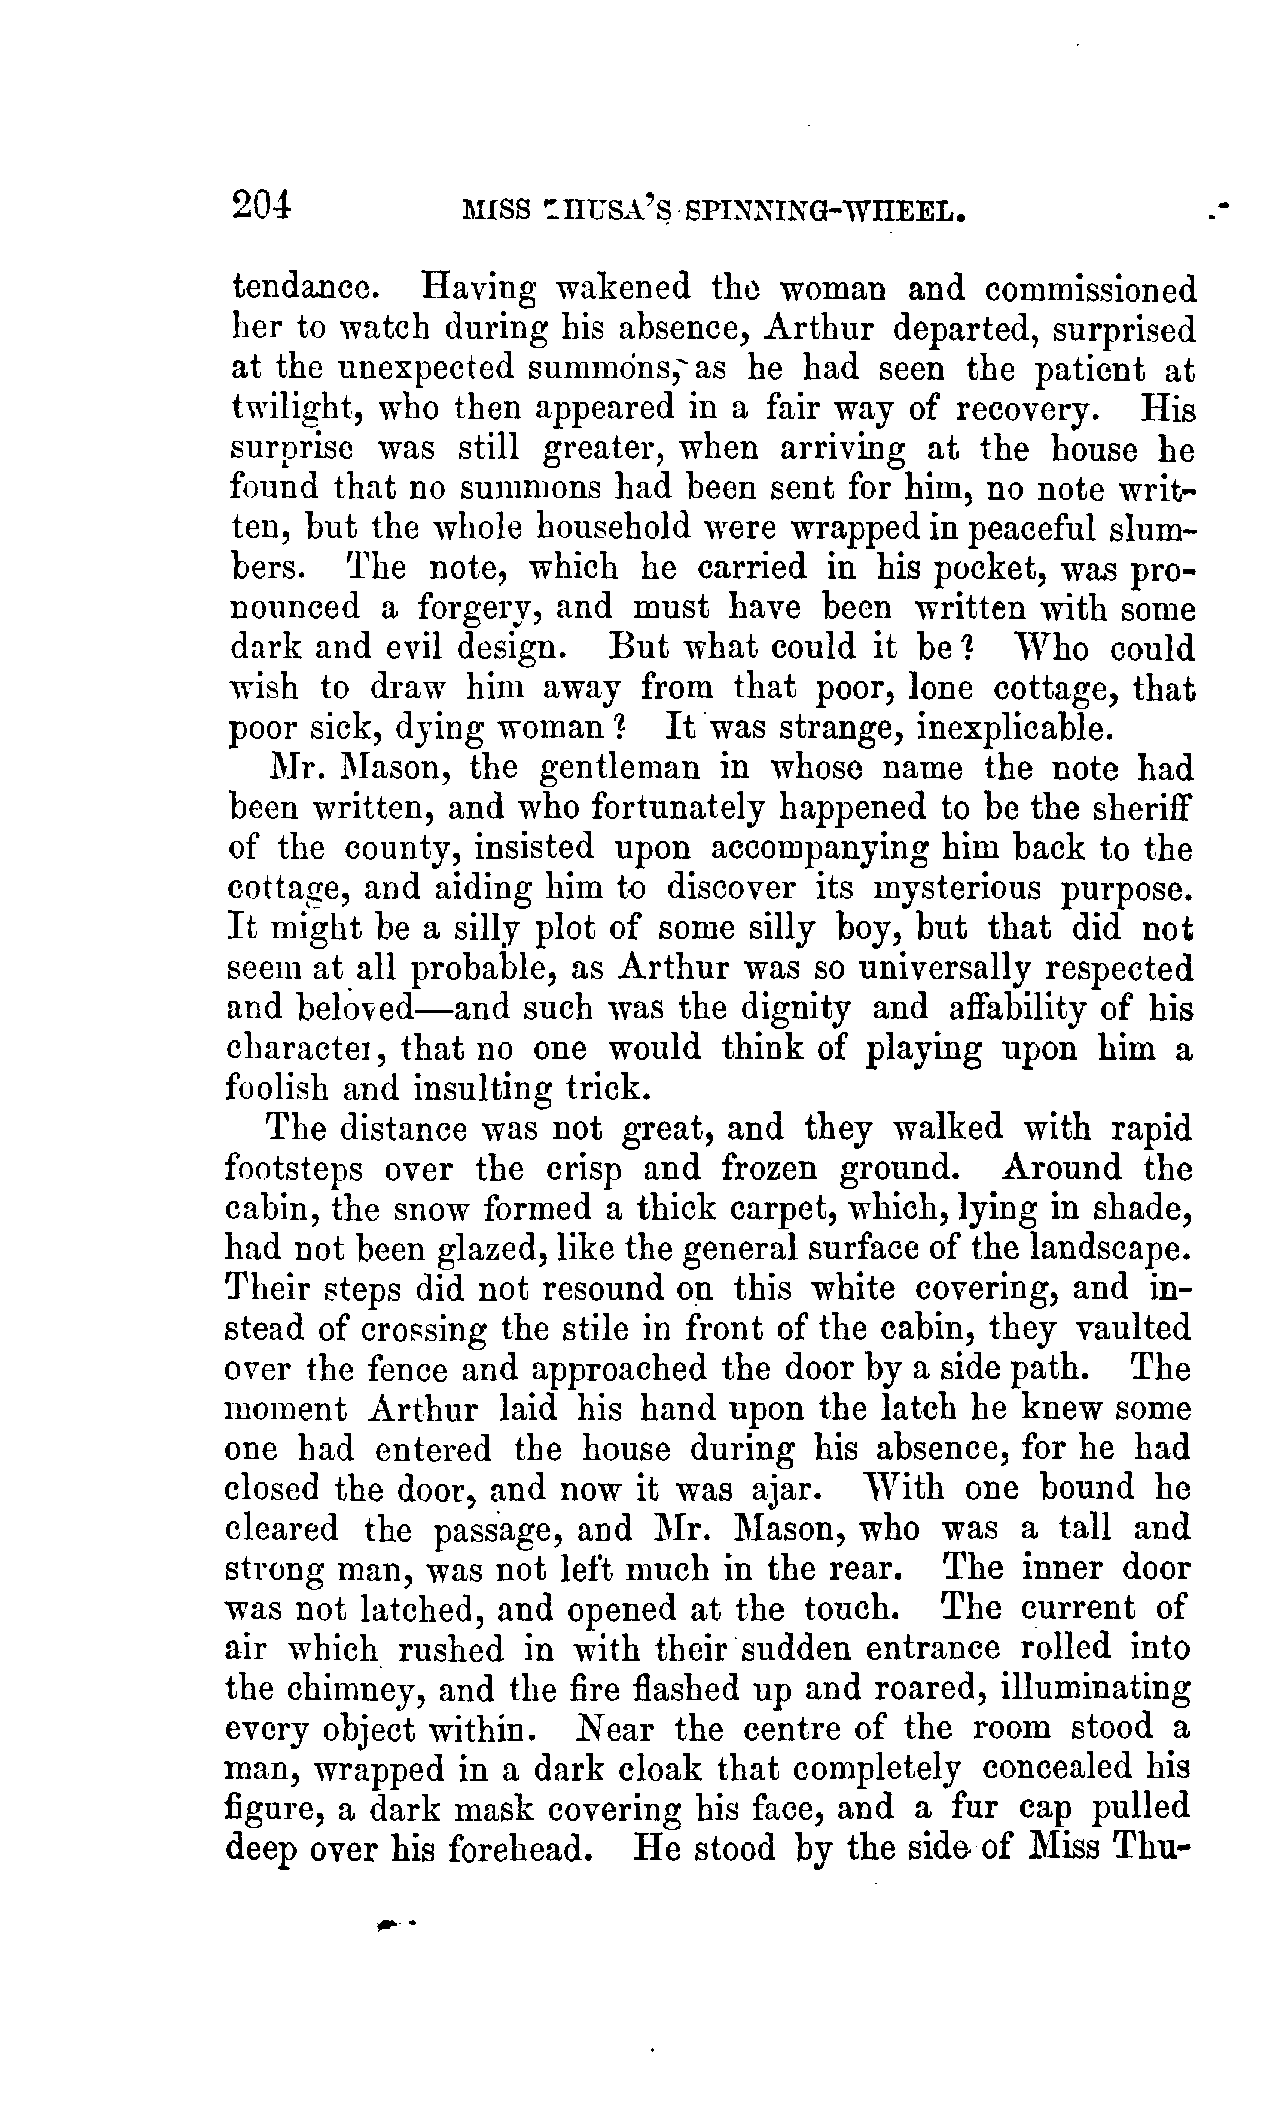 204 MISS THUSA'S SPINNING-WHEEL.
tendance. Having wakened the woman and commissioned
her to watch during his absence, Arthur departed, surprised
at the unexpected summons, as he had seen the patient at
twilight, who then appeared in a fair way of recovery. His
surprise was still greater, when arriving at the house he
found that no summons had been sent for him, no note writ-
ten, but the whole household were wrapped in peaceful slum-
bers. The note, which he carried in his pocket, was pro-
nounced a forgery, and must have been written with some
dark and evil design. But what could it be? Who could
wish to draw him away from that poor, lone cottage, that
poor sick, dying woman? It was strange, inexplicable.
Mr. Mason, the gentleman in whose name the note had
been written, and who fortunately happened to be the sheriff
of the county, insisted upon accompanying him back to the
cottage, and aiding him to discover its mysterious purpose.
It might be a silly plot of some silly boy, but that did not
seem at all probable, as Arthur was so universally respected
and beloved—and such was the dignity and affability of his
character, that no one would think of playing upon him a
foolish and insulting trick.
The distance was not great, and they walked with rapid
footsteps over the crisp and frozen ground. Around the
cabin, the snow formed a thick carpet, which, lying in shade,
had not been glazed, like the general surface of the landscape.
Their steps did not resound on this white covering, and in-
stead of crossing the stile in front of the cabin, they vaulted
over the fence and approached the door by a side path. The
moment Arthur laid his hand upon the latch he knew some
one had entered the house during his absence, for he had
closed the door, and now it was ajar. With one bound he
cleared the passage, and Mr. Mason, who was a tall and
strong man, was not left much in the rear. The inner door
was not latched, and opened at the touch. The current of
air which rushed in with their sudden entrance rolled into
the chimney, and the fire flashed up and roared, illuminating
every object within. Near the centre of the room stood a
man, wrapped in a dark cloak that completely concealed his
figure, a dark mask covering his face, and a fur cap pulled
deep over his forehead. He stood by the side of Miss Thu-